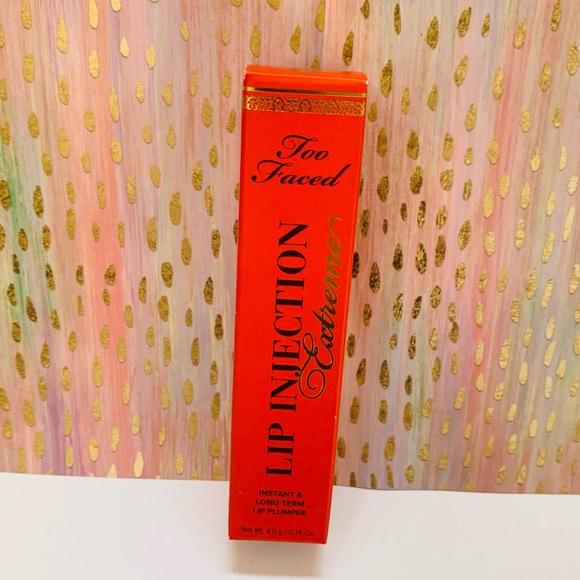 Too
Faced
LIP INJECTION
Extreme
INSTANT &
LONG TERM
LIP PLUMPER
Net Wt. 4.0 g / 0.14 Oz.